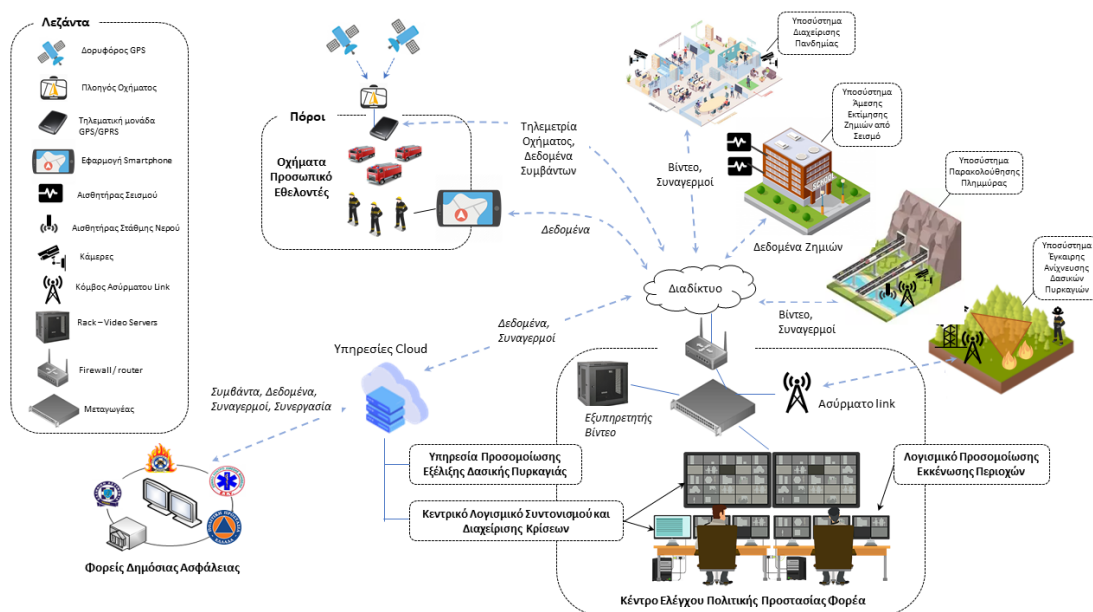 Λεζάντα
Δορυφόρος GPS
Πλοηγός Οχήματος
Τηλεματική μονάδα
GPS/GPRS
Εφαρμογή Smartphone
Αισθητήρας Σεισμού
Αισθητήρας Στάθμης Νερού
Κάμερες
Κόμβος Ασύρματου Link
Rack – Video Servers
Firewall / router
Μεταγωγέας
Πόροι
Οχήματα
Προσωπικό
Εθελοντές
Τηλεμετρία
Οχήματος,
Δεδομένα
Συμβάντων
Δεδομένα
Βίντεο,
Συναγερμοί
Υποσύστημα
Διαχείρισης
Πανδημίας
Υποσύστημα
Άμεσης
Εκτίμησης
Ζημιών από
Σεισμό
SCHOOL
Δεδομένα Ζημιών
Υποσύστημα
Παρακολούθησης
Πλημμύρας
Υποσύστημα
Έγκαιρης
Ανίχνευσης
Δασικών
Πυρκαγιών
Βίντεο,
Συναγερμοί
Διαδίκτυο
Δεδομένα,
Συναγερμοί
Υπηρεσίες Cloud
Συμβάντα, Δεδομένα,
Συναγερμοί, Συνεργασία
Εξυπηρετητής
Βίντεο
Ασύρματο link
Υπηρεσία Προσομοίωσης
Εξέλιξης Δασικής Πυρκαγιάς
Κεντρικό Λογισμικό Συντονισμού και
Διαχείρισης Κρίσεων
Λογισμικό Προσομοίωσης
Εκκένωσης Περιοχών
Φορείς Δημόσιας Ασφάλειας
Κέντρο Ελέγχου Πολιτικής Προστασίας Φορέα